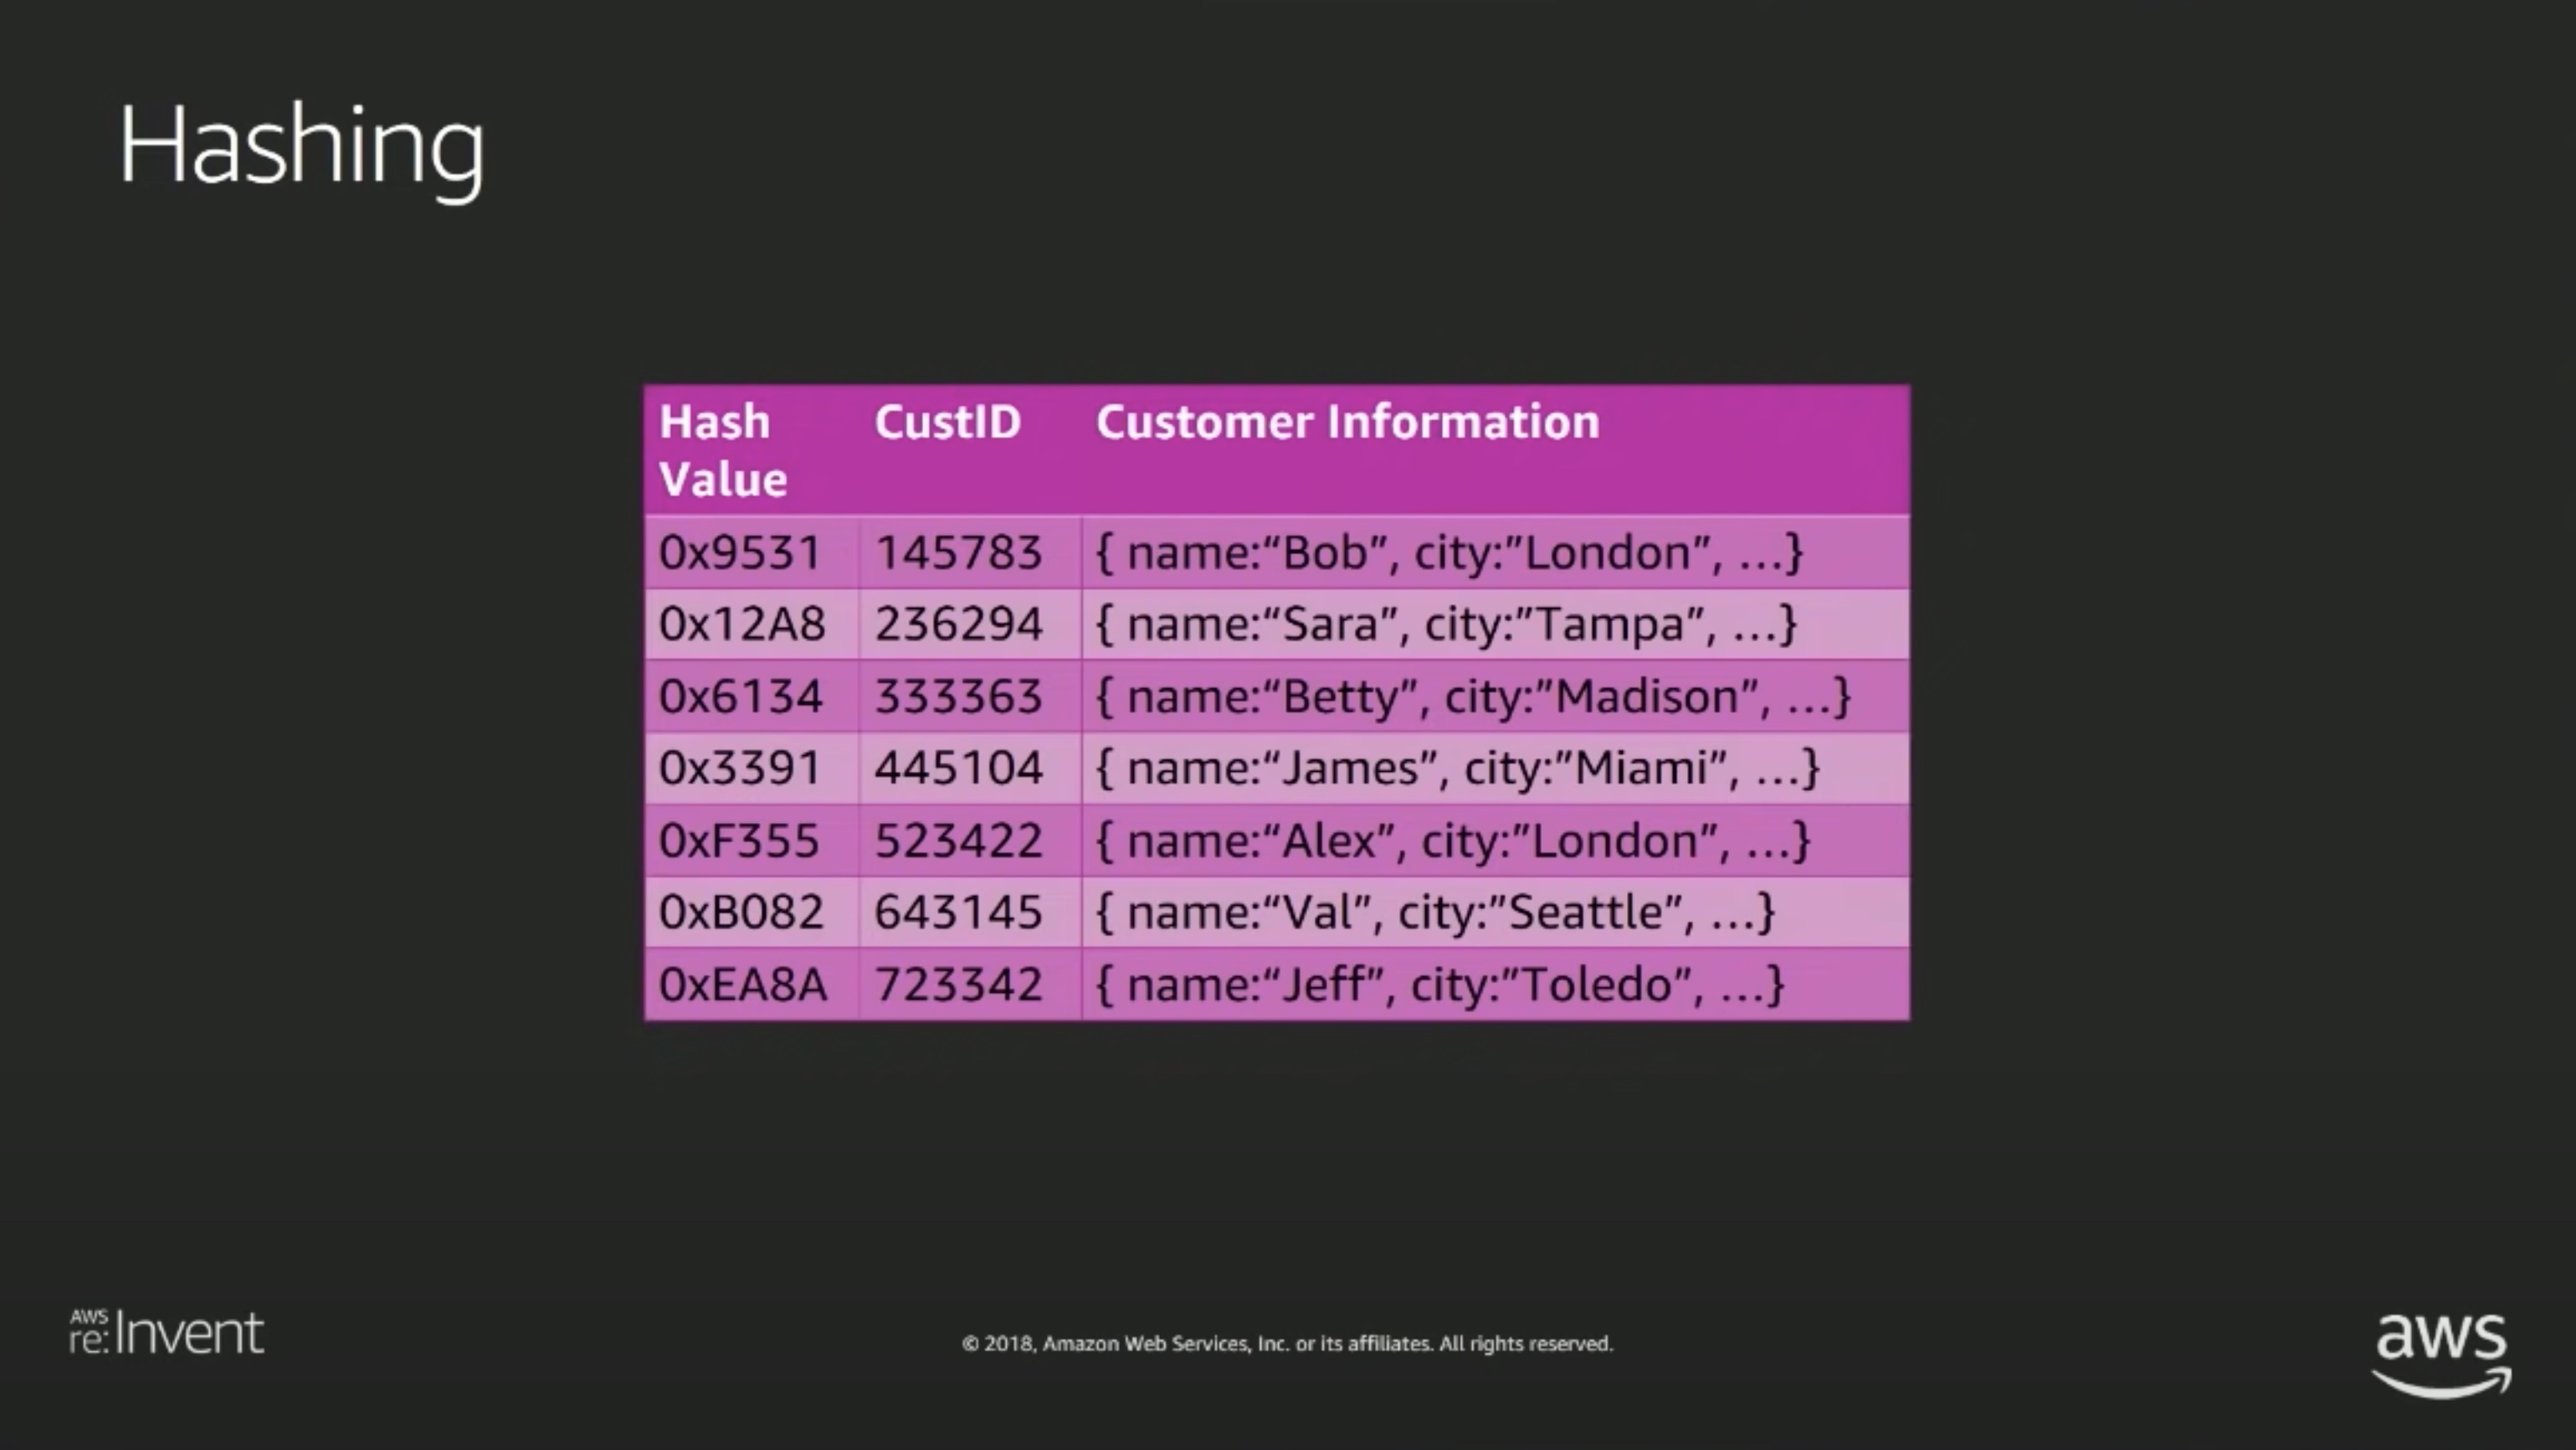 Hashing
Hash Value CustID Customer Information
0x9531 145783 { name:“Bob”, city:”London”, ...}
0x12A8 236294 { name:“Sara”, city:”Tampa”, ...}
0x6134 333363 { name:“Betty”, city:”Madison”, ...}
0x3391 445104 { name:“James”, city:”Miami”, ...}
0xF355 523422 { name:“Alex”, city:”London”, ...}
0xB082 643145 { name:“Val”, city:”Seattle”, ...}
0xEA8A 723342 { name:“Jeff”, city:”Toledo”, ...}
AWS
re:Invent
© 2018, Amazon Web Services, Inc. or its affiliates. All rights reserved.
aws